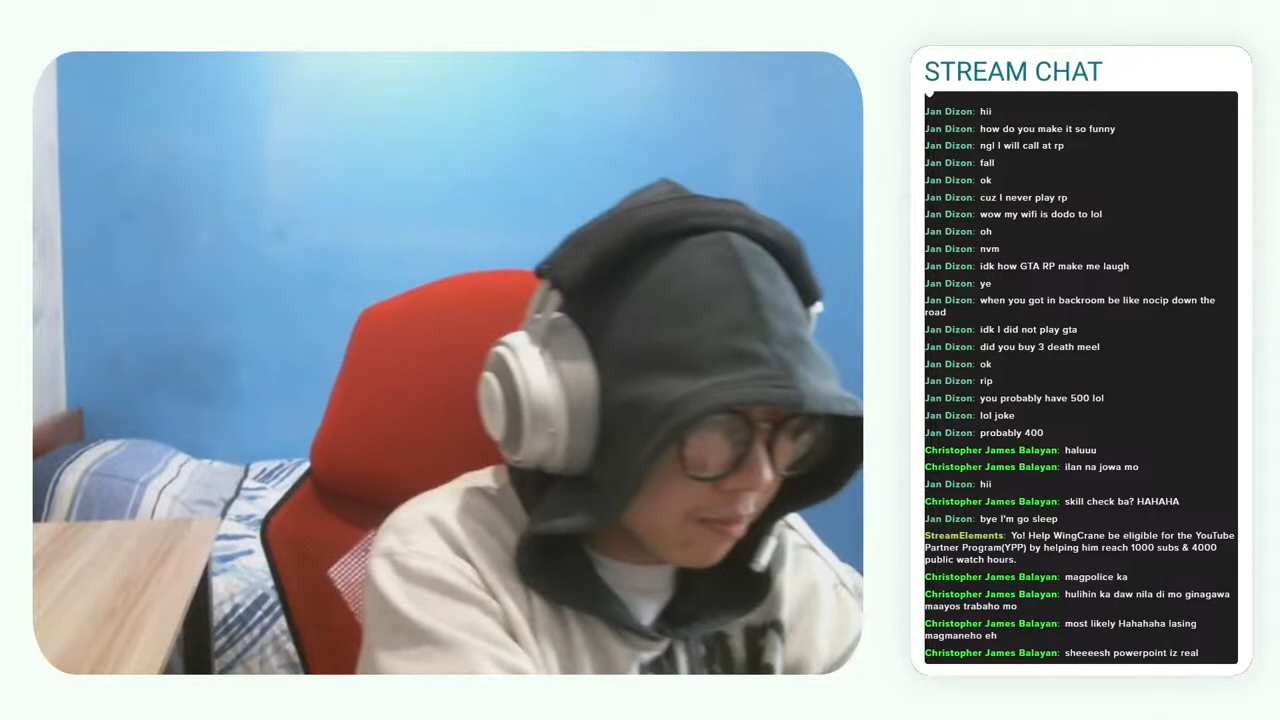 STREAM CHAT
Jan Dizon: hii
Jan Dizon: how do you make it so funny
Jan Dizon: ngl I will call at rp
Jan Dizon: fall
Jan Dizon: ok
Jan Dizon: cuz I never play rp
Jan Dizon: wow my wifi is dodo to lol
Jan Dizon: oh
Jan Dizon: nvm
Jan Dizon: idk how GTA RP make me laugh
Jan Dizon: ye
Jan Dizon: when you got in backroom be like nocip down the
road
Jan Dizon: idk I did not play gta
Jan Dizon: did you buy 3 death meel
Jan Dizon: ok
Jan Dizon: rip
Jan Dizon: you probably have 500 lol
Jan Dizon: lol joke
Jan Dizon: probably 400
Christopher James Balayan: haluuu
Christopher James Balayan: ilan na jowa mo
Jan Dizon: hii
Christopher James Balayan: skill check ba? HAHAHA
Jan Dizon: bye I'm go sleep
StreamElements: Yo! Help WingCrane be eligible for the YouTube
Partner Program(YPP) by helping him reach 1000 subs & 4000
public watch hours.
Christopher James Balayan: magpolice ka
Christopher James Balayan: hulihin ka daw nila di mo ginagawa
maayos trabaho mo
Christopher James Balayan: most likely Hahahaha lasing
magmaneho eh
Christopher James Balayan: sheeeesh powerpoint iz real